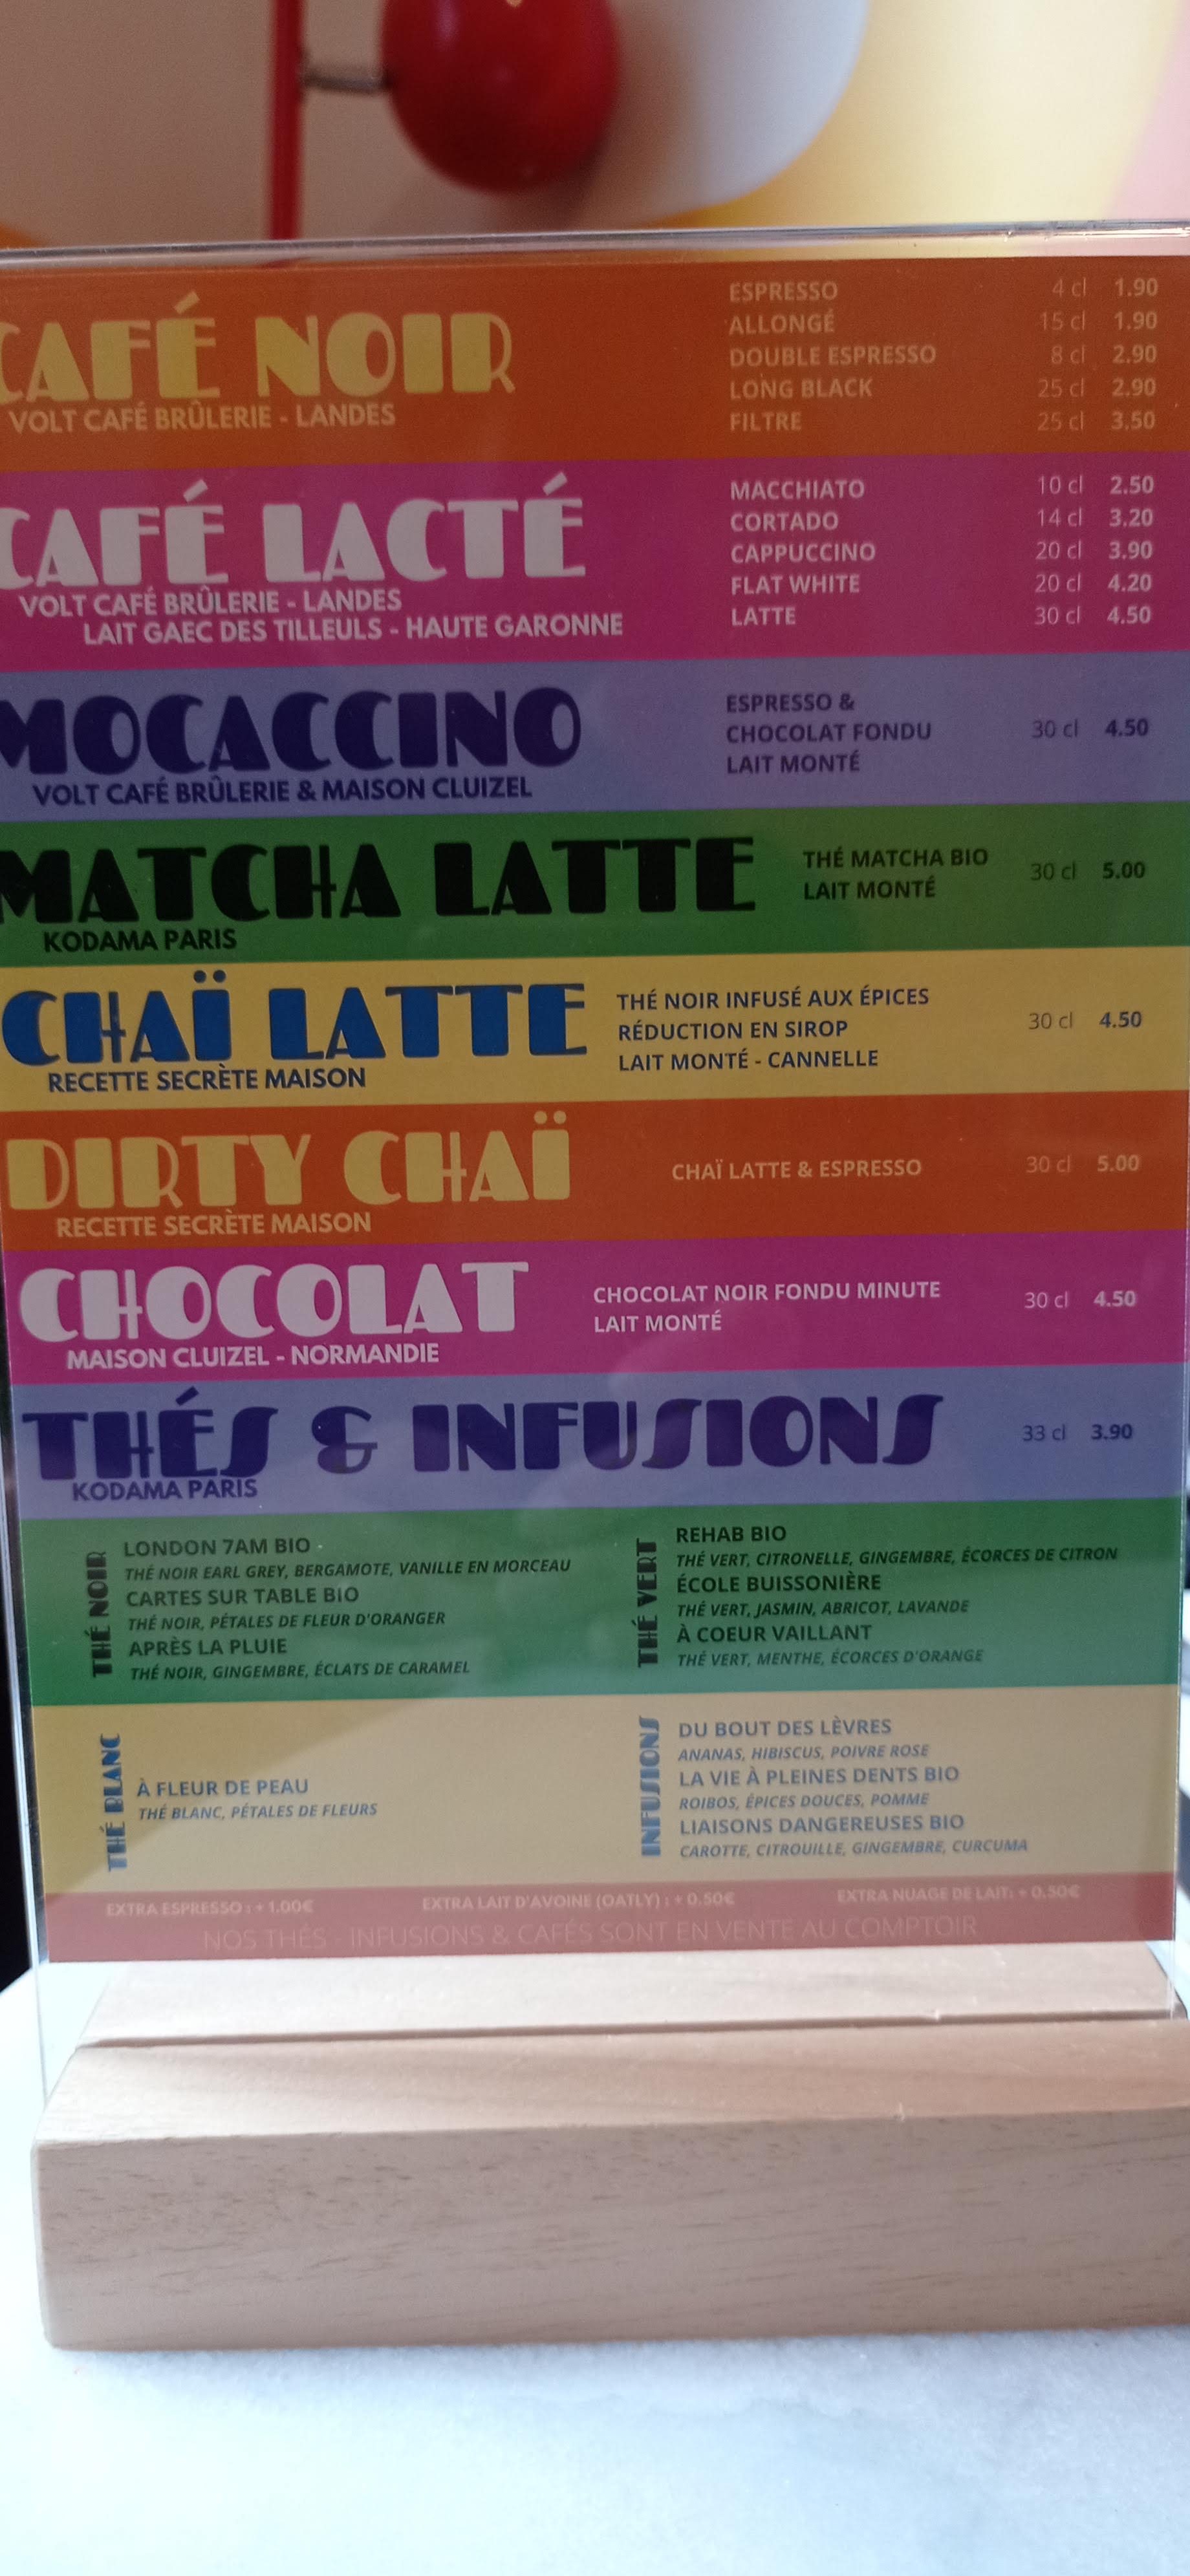 CAFÉ NOIR
VOLT CAFÉ BRÛLERIE - LANDES
ESPRESSO 4 cl 1.90
ALLONGÉ 15 cl 1.90
DOUBLE ESPRESSO 8 cl 2.90
LONG BLACK 25 cl 2.90
FILTRE 25 cl 3.50
CAFÉ LACTÉ
VOLT CAFÉ BRÛLERIE - LANDES
LAIT GAEC DES TILLEULS - HAUTE GARONNE
MACCHIATO 10 cl 2.50
CORTADO 14 cl 3.20
CAPPUCCINO 20 cl 3.90
FLAT WHITE 20 cl 4.20
LATTE 30 cl 4.50
MOCACCINO
VOLT CAFÉ BRÛLERIE & MAISON CLUIZEL
ESPRESSO &
CHOCOLAT FONDU 30 cl 4.50
LAIT MONTÉ
MATCHA LATTE
KODAMA PARIS
THÉ MATCHA BIO 30 cl 5.00
LAIT MONTÉ
CHAÏ LATTE
RECETTE SECRÈTE MAISON
THÉ NOIR INFUSÉ AUX ÉPICES
RÉDUCTION EN SIROP 30 cl 4.50
LAIT MONTÉ - CANNELLE
DIRTY CHAÏ
RECETTE SECRÈTE MAISON
CHAÏ LATTE & ESPRESSO 30 cl 5.00
CHOCOLAT
MAISON CLUIZEL - NORMANDIE
CHOCOLAT NOIR FONDU MINUTE 30 cl 4.50
LAIT MONTÉ
THÉS & INFUSIONS 33 cl 3.90
KODAMA PARIS
THÉ NOIR
LONDON 7AM BIO
THÉ NOIR EARL GREY, BERGAMOTE, VANILLE EN MORCEAU
CARTES SUR TABLE BIO
THÉ NOIR, PÉTALES DE FLEUR D'ORANGER
APRÈS LA PLUIE
THÉ NOIR, GINGEMBRE, ÉCLATS DE CARAMEL
THÉ VERT
REHAB BIO
THÉ VERT, CITRONELLE, GINGEMBRE, ÉCORCES DE CITRON
ÉCOLE BUISSONIÈRE
THÉ VERT, JASMIN, ABRICOT, LAVANDE
À COEUR VAILLANT
THÉ VERT, MENTHE, ÉCORCES D'ORANGE
THÉ BLANC
À FLEUR DE PEAU
THÉ BLANC, PÉTALES DE FLEURS
INFUSIONS
DU BOUT DES LÈVRES
ANANAS, HIBISCUS, POIVRE ROSE
LA VIE À PLEINES DENTS BIO
ROIBOS, ÉPICES DOUCES, POMME
LIAISONS DANGEREUSES BIO
CAROTTE, CITROUILLE, GINGEMBRE, CURCUMA
EXTRA ESPRESSO : + 1.00€ EXTRA LAIT D'AVOINE (OATLY) : + 0.50€ EXTRA NUAGE DE LAIT: + 0.50€
NOS THÉS - INFUSIONS & CAFÉS SONT EN VENTE AU COMPTOIR